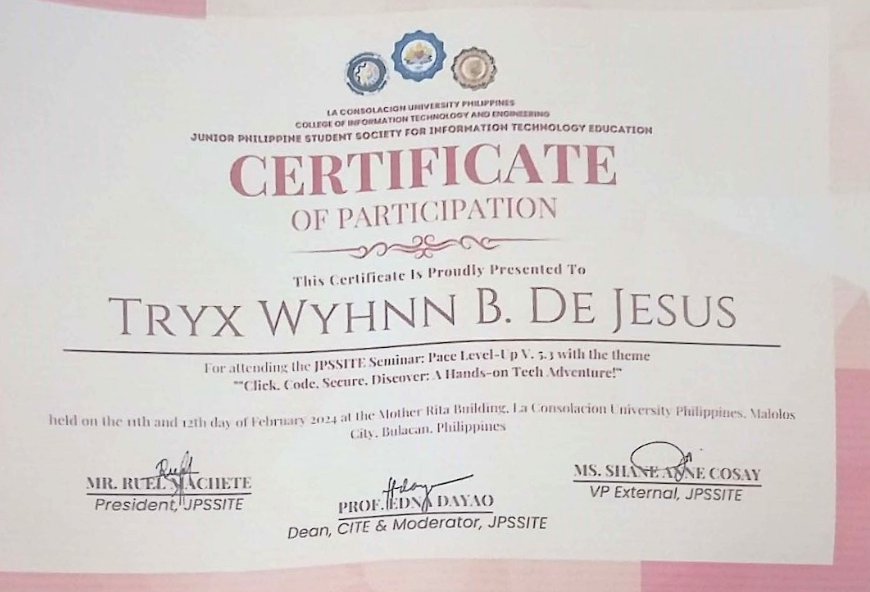 LA CONSOLACION UNIVERSITY PHILIPPINES
COLLEGE OF INFORMATION TECHNOLOGY AND ENGINEERING
JUNIOR PHILIPPINE STUDENT SOCIETY FOR INFORMATION TECHNOLOGY EDUCATION
CERTIFICATE
OF PARTICIPATION
This Certificate Is Proudly Presented To
TRYX WYHNN B. DE JESUS
For attending the JPSSITE Seminar: Pace Level-Up V. 5.3 with the theme
""Click, Code, Secure, Discover: A Hands-on Tech Adventure!"
held on the 11th and 12th day of February 2024 at the Mother Rita Building, La Consolacion University Philippines, Malolos
City, Bulacan, Philippines
MR. RUEL MACHETE
President, JPSSITE
PROF. EDNA DAYAO
Dean, CITE & Moderator, JPSSITE
MS. SHANE ANNE COSAY
VP External, JPSSITE